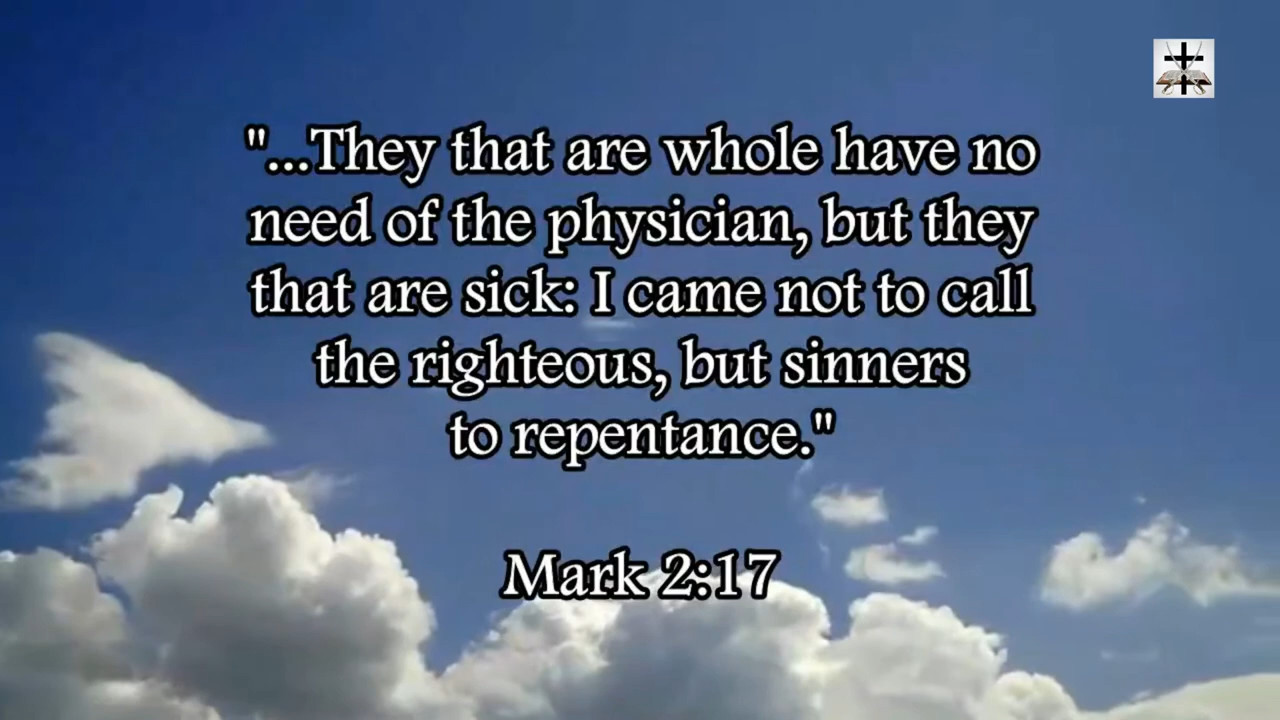 "...They that are whole have no
need of the physician, but they
that are sick: I came not to call
the righteous, but sinners
to repentance."
Mark 2:17